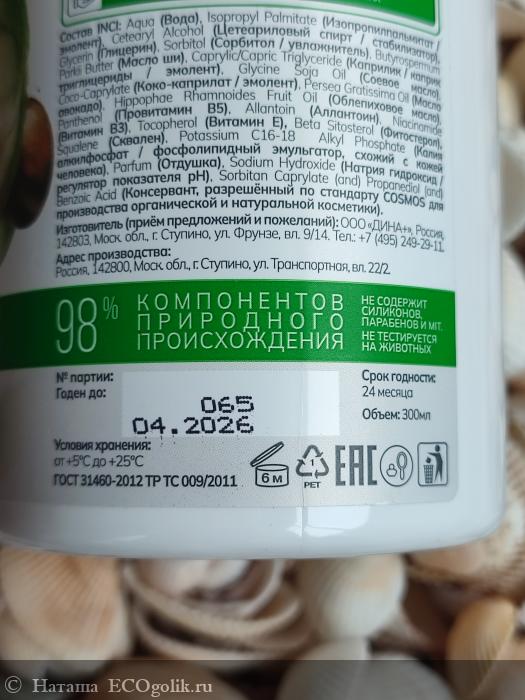 Состав INCI: Aqua (Вода), Isopropyl Palmitate (Изопропилпальмитат /
эмолент), Cetearyl Alcohol (Цетеариловый спирт / стабилизатор),
Glycerin (Глицерин), Sorbitol (Сорбитол / увлажнитель), Butyrospermum
Parkii Butter (Масло ши), Caprylic/Capric Triglyceride (Каприлик / каприк
триглицериды / эмолент), Glycine Soja Oil (Соевое масло),
Coco-Caprylate (Коко-каприлат / эмолент), Persea Gratissima Oil (Масло
авокадо), Hippophae Rhamnoides Fruit Oil (Облепиховое масло),
Panthenol (Провитамин B5), Allantoin (Аллантоин), Niacinamide
(Витамин B3), Tocopherol (Витамин E), Beta Sitosterol (Фитостерол),
Squalene (Сквален), Potassium C16-18 Alkyl Phosphate (Калия
алкилфосфат / фосфолипидный эмульгатор, схожий с кожей
человека), Parfum (Отдушка), Sodium Hydroxide (Натрия гидроксид /
регулятор показателя pH), Sorbitan Caprylate (and) Propanediol (and)
Benzoic Acid (Консервант, разрешённый по стандарту COSMOS для
производства органической и натуральной косметики).
Изготовитель (приём предложений и пожеланий): ООО «ДИНА+», Россия,
142803, Моск. обл., г. Ступино, ул. Фрунзе, вл. 9/14. Тел.: +7 (495) 249-29-11.
Адрес производства:
Россия, 142800, Моск. обл., г. Ступино, ул. Транспортная, вл. 22/2.
98% КОМПОНЕНТОВ
ПРИРОДНОГО
ПРОИСХОЖДЕНИЯ
НЕ СОДЕРЖИТ
СИЛИКОНОВ,
ПАРАБЕНОВ И МІТ.
НЕ ТЕСТИРУЕТСЯ
НА ЖИВОТНЫХ
№ партии:
Годен до:
065
04.2026
Срок годности:
24 месяца
Объем: 300мл
Условия хранения:
от +5°C до +25°C
ГОСТ 31460-2012 ТР ТС 009/2011
6 м
1
PET
EAC
© Наташа ECOgolik.ru